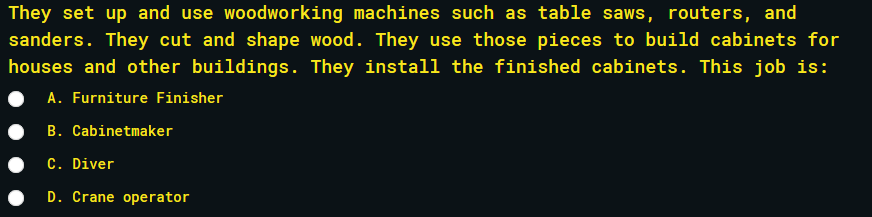 They set up and use woodworking machines such as table saws, routers, and
sanders. They cut and shape wood. They use those pieces to build cabinets for
houses and other buildings. They install the finished cabinets. This job is:
A. Furniture Finisher
B. Cabinetmaker
C. Diver
D. Crane operator